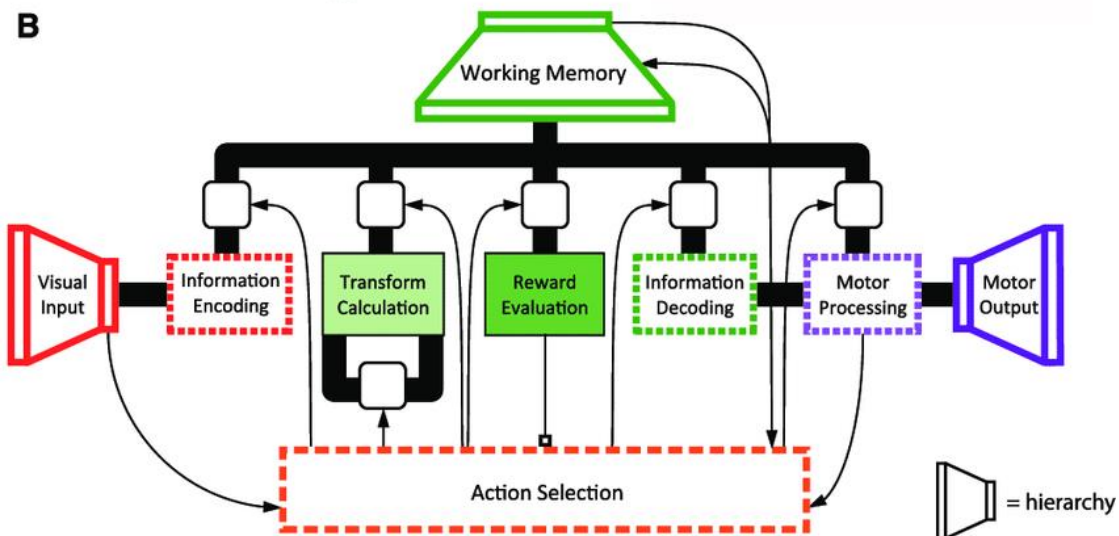 B
Working Memory
Visual
Input
Information
Encoding
Transform
Calculation
Reward
Evaluation
Information
Decoding
Motor
Processing
Motor
Output
Action Selection
= hierarchy